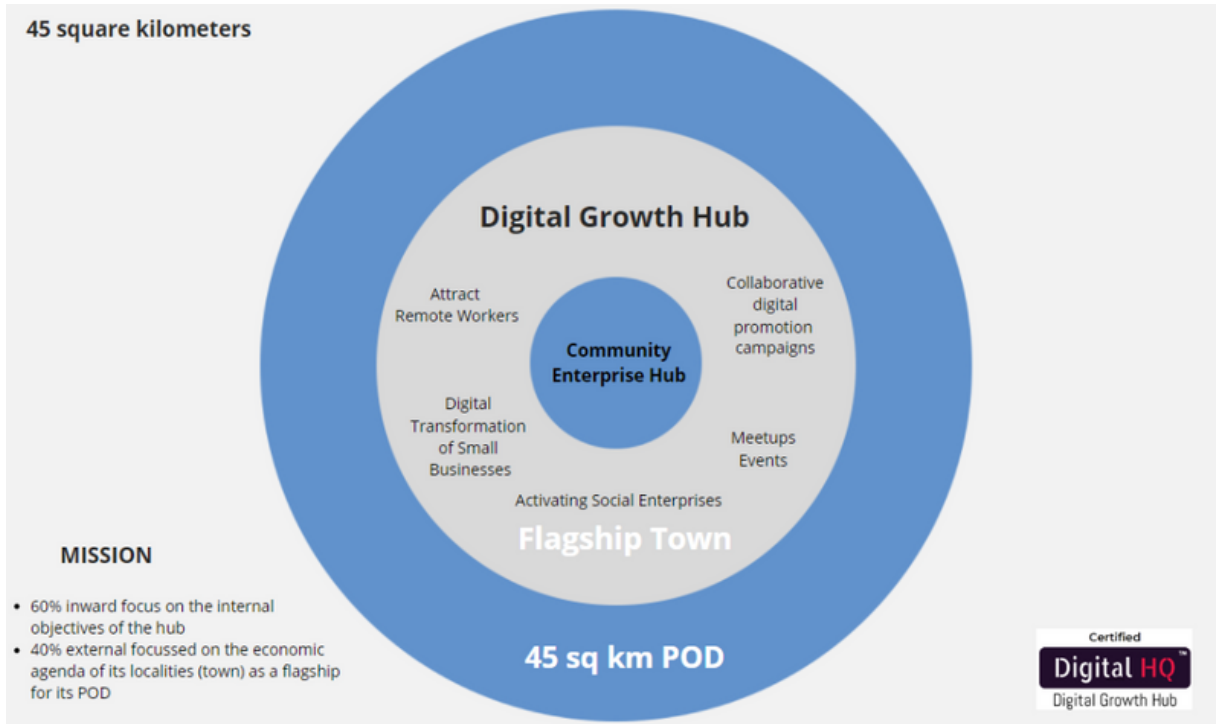 45 square kilometers
Digital Growth Hub
Attract
Remote Workers
Collaborative
digital
promotion
campaigns
Community
Enterprise Hub
Digital
Transformation
of Small
Businesses
Meetups
Events
Activating Social Enterprises
Flagship Town
45 sq km POD
MISSION
• 60% inward focus on the internal
objectives of the hub
• 40% external focussed on the economic
agenda of its localities (town) as a flagship
for its POD
Certified
Digital HQ™
Digital Growth Hub